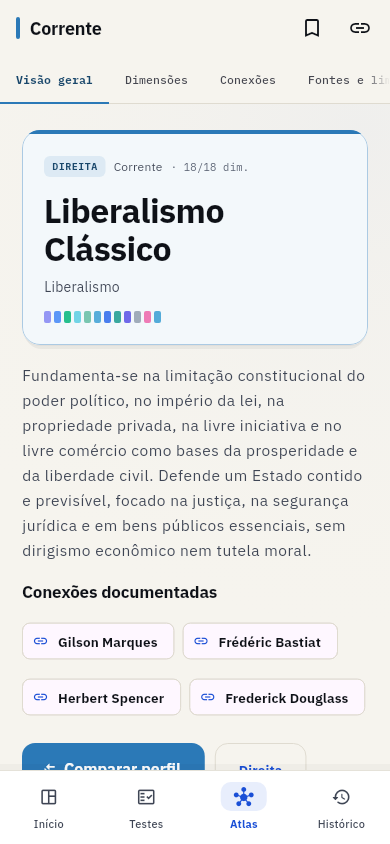 Corrente
Visão geral Dimensões Conexões Fontes e
DIREITA Corrente · 18/18 dim.
Liberalismo
Clássico
Liberalismo
Fundamenta-se na limitação constitucional do
poder político, no império da lei, na
propriedade privada, na livre iniciativa e no
livre comércio como bases da prosperidade e
da liberdade civil. Defende um Estado contido
e previsível, focado na justiça, na segurança
jurídica e em bens públicos essenciais, sem
dirigismo econômico nem tutela moral.
Conexões documentadas
Gilson Marques Frédéric Bastiat
Herbert Spencer Frederick Douglass
Comparar perfil Direita
Início Testes Atlas Histórico